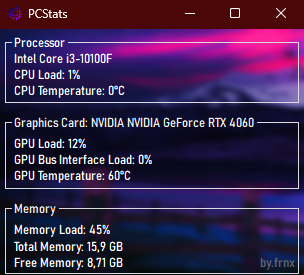 PCStats
Processor
Intel Core i3-10100F
CPU Load: 1%
CPU Temperature: 0°C
Graphics Card: NVIDIA NVIDIA GeForce RTX 4060
GPU Load: 12%
GPU Bus Interface Load: 0%
GPU Temperature: 60°C
Memory
Memory Load: 45%
Total Memory: 15,9 GB
Free Memory: 8,71 GB
by.frnx